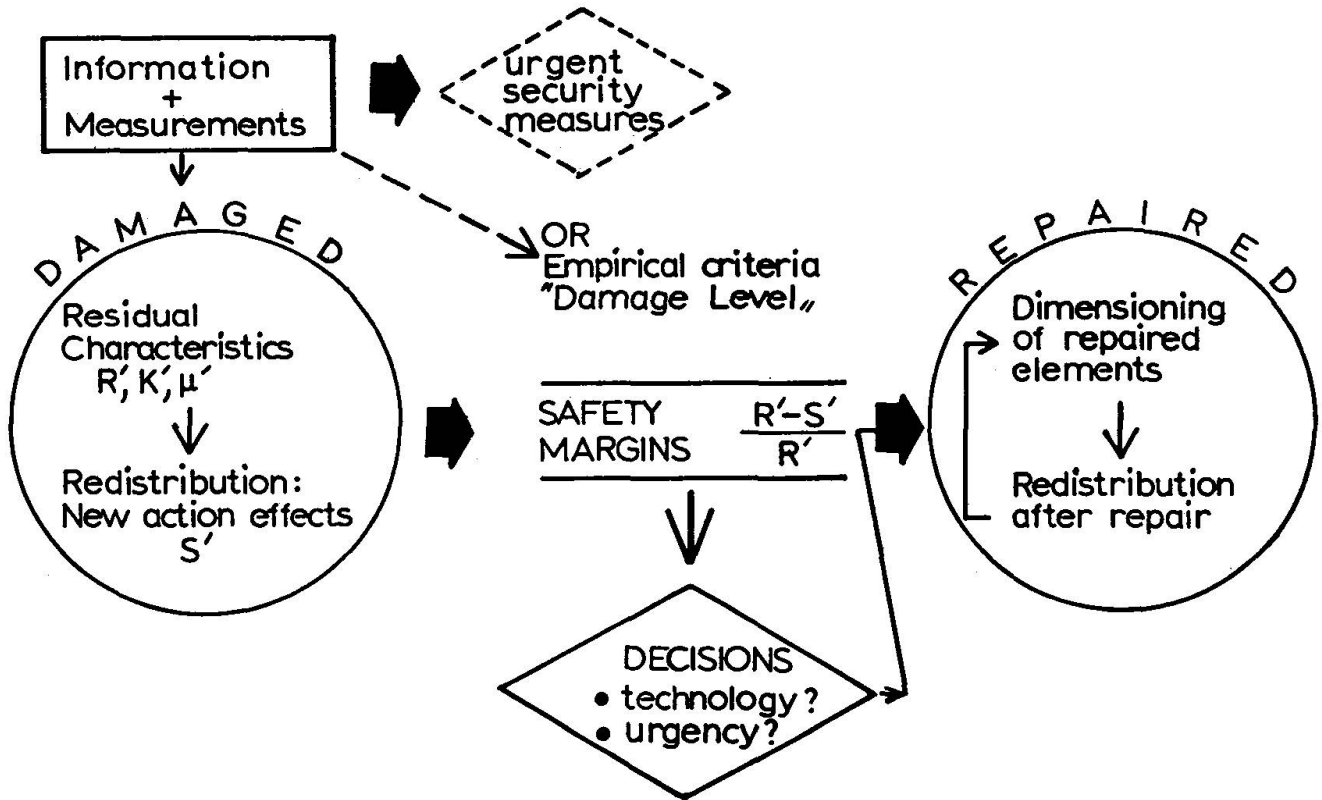 Information
+
Measurements
urgent
security
measures
DAMAGED
Residual
Characteristics
R′, K′, μ′
Redistribution:
New action effects
S′
OR
Empirical criteria
"Damage Level„
SAFETY
MARGINS
R′-S′
R′
DECISIONS
• technology?
• urgency?
REPAIRED
Dimensioning
of repaired
elements
Redistribution
after repair